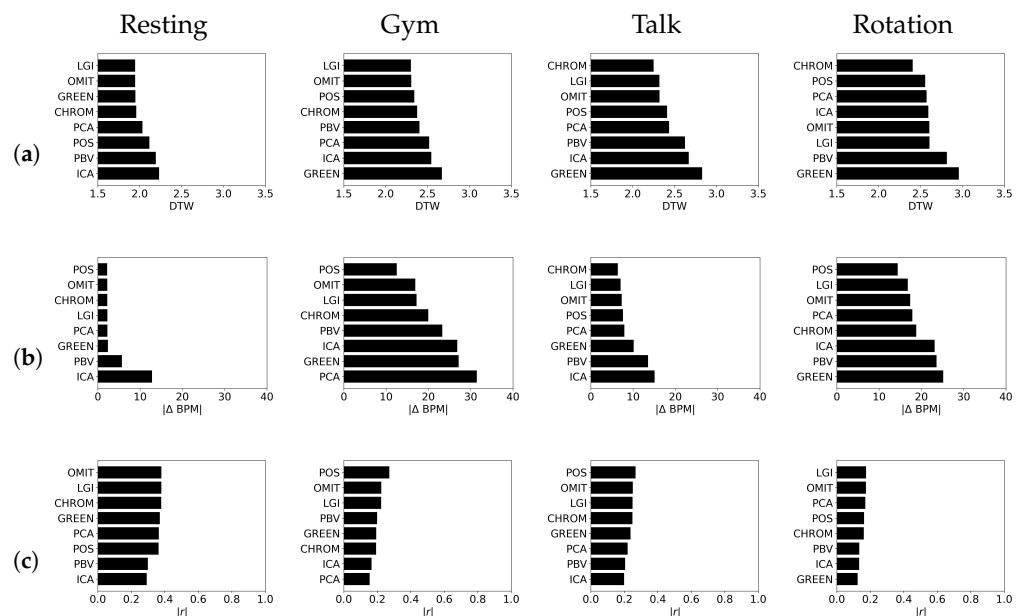 Resting Gym Talk Rotation
(a)
LGI
OMIT
GREEN
CHROM
PCA
POS
PBV
ICA
1.5 2.0 2.5 3.0 3.5
DTW
LGI
OMIT
POS
CHROM
PBV
PCA
ICA
GREEN
1.5 2.0 2.5 3.0 3.5
DTW
CHROM
LGI
OMIT
POS
PCA
PBV
ICA
GREEN
1.5 2.0 2.5 3.0 3.5
DTW
CHROM
POS
PCA
ICA
OMIT
LGI
PBV
GREEN
1.5 2.0 2.5 3.0 3.5
DTW
(b)
POS
OMIT
CHROM
LGI
PCA
GREEN
PBV
ICA
0 10 20 30 40
|Δ BPM|
POS
OMIT
LGI
CHROM
PBV
ICA
GREEN
PCA
0 10 20 30 40
|Δ BPM|
CHROM
LGI
OMIT
POS
PCA
GREEN
PBV
ICA
0 10 20 30 40
|Δ BPM|
POS
LGI
OMIT
PCA
CHROM
ICA
PBV
GREEN
0 10 20 30 40
|Δ BPM|
(c)
OMIT
LGI
CHROM
GREEN
PCA
POS
PBV
ICA
0.0 0.2 0.4 0.6 0.8 1.0
|r|
POS
OMIT
LGI
PBV
GREEN
CHROM
ICA
PCA
0.0 0.2 0.4 0.6 0.8 1.0
|r|
POS
OMIT
LGI
CHROM
GREEN
PCA
PBV
ICA
0.0 0.2 0.4 0.6 0.8 1.0
|r|
LGI
OMIT
PCA
POS
CHROM
PBV
ICA
GREEN
0.0 0.2 0.4 0.6 0.8 1.0
|r|